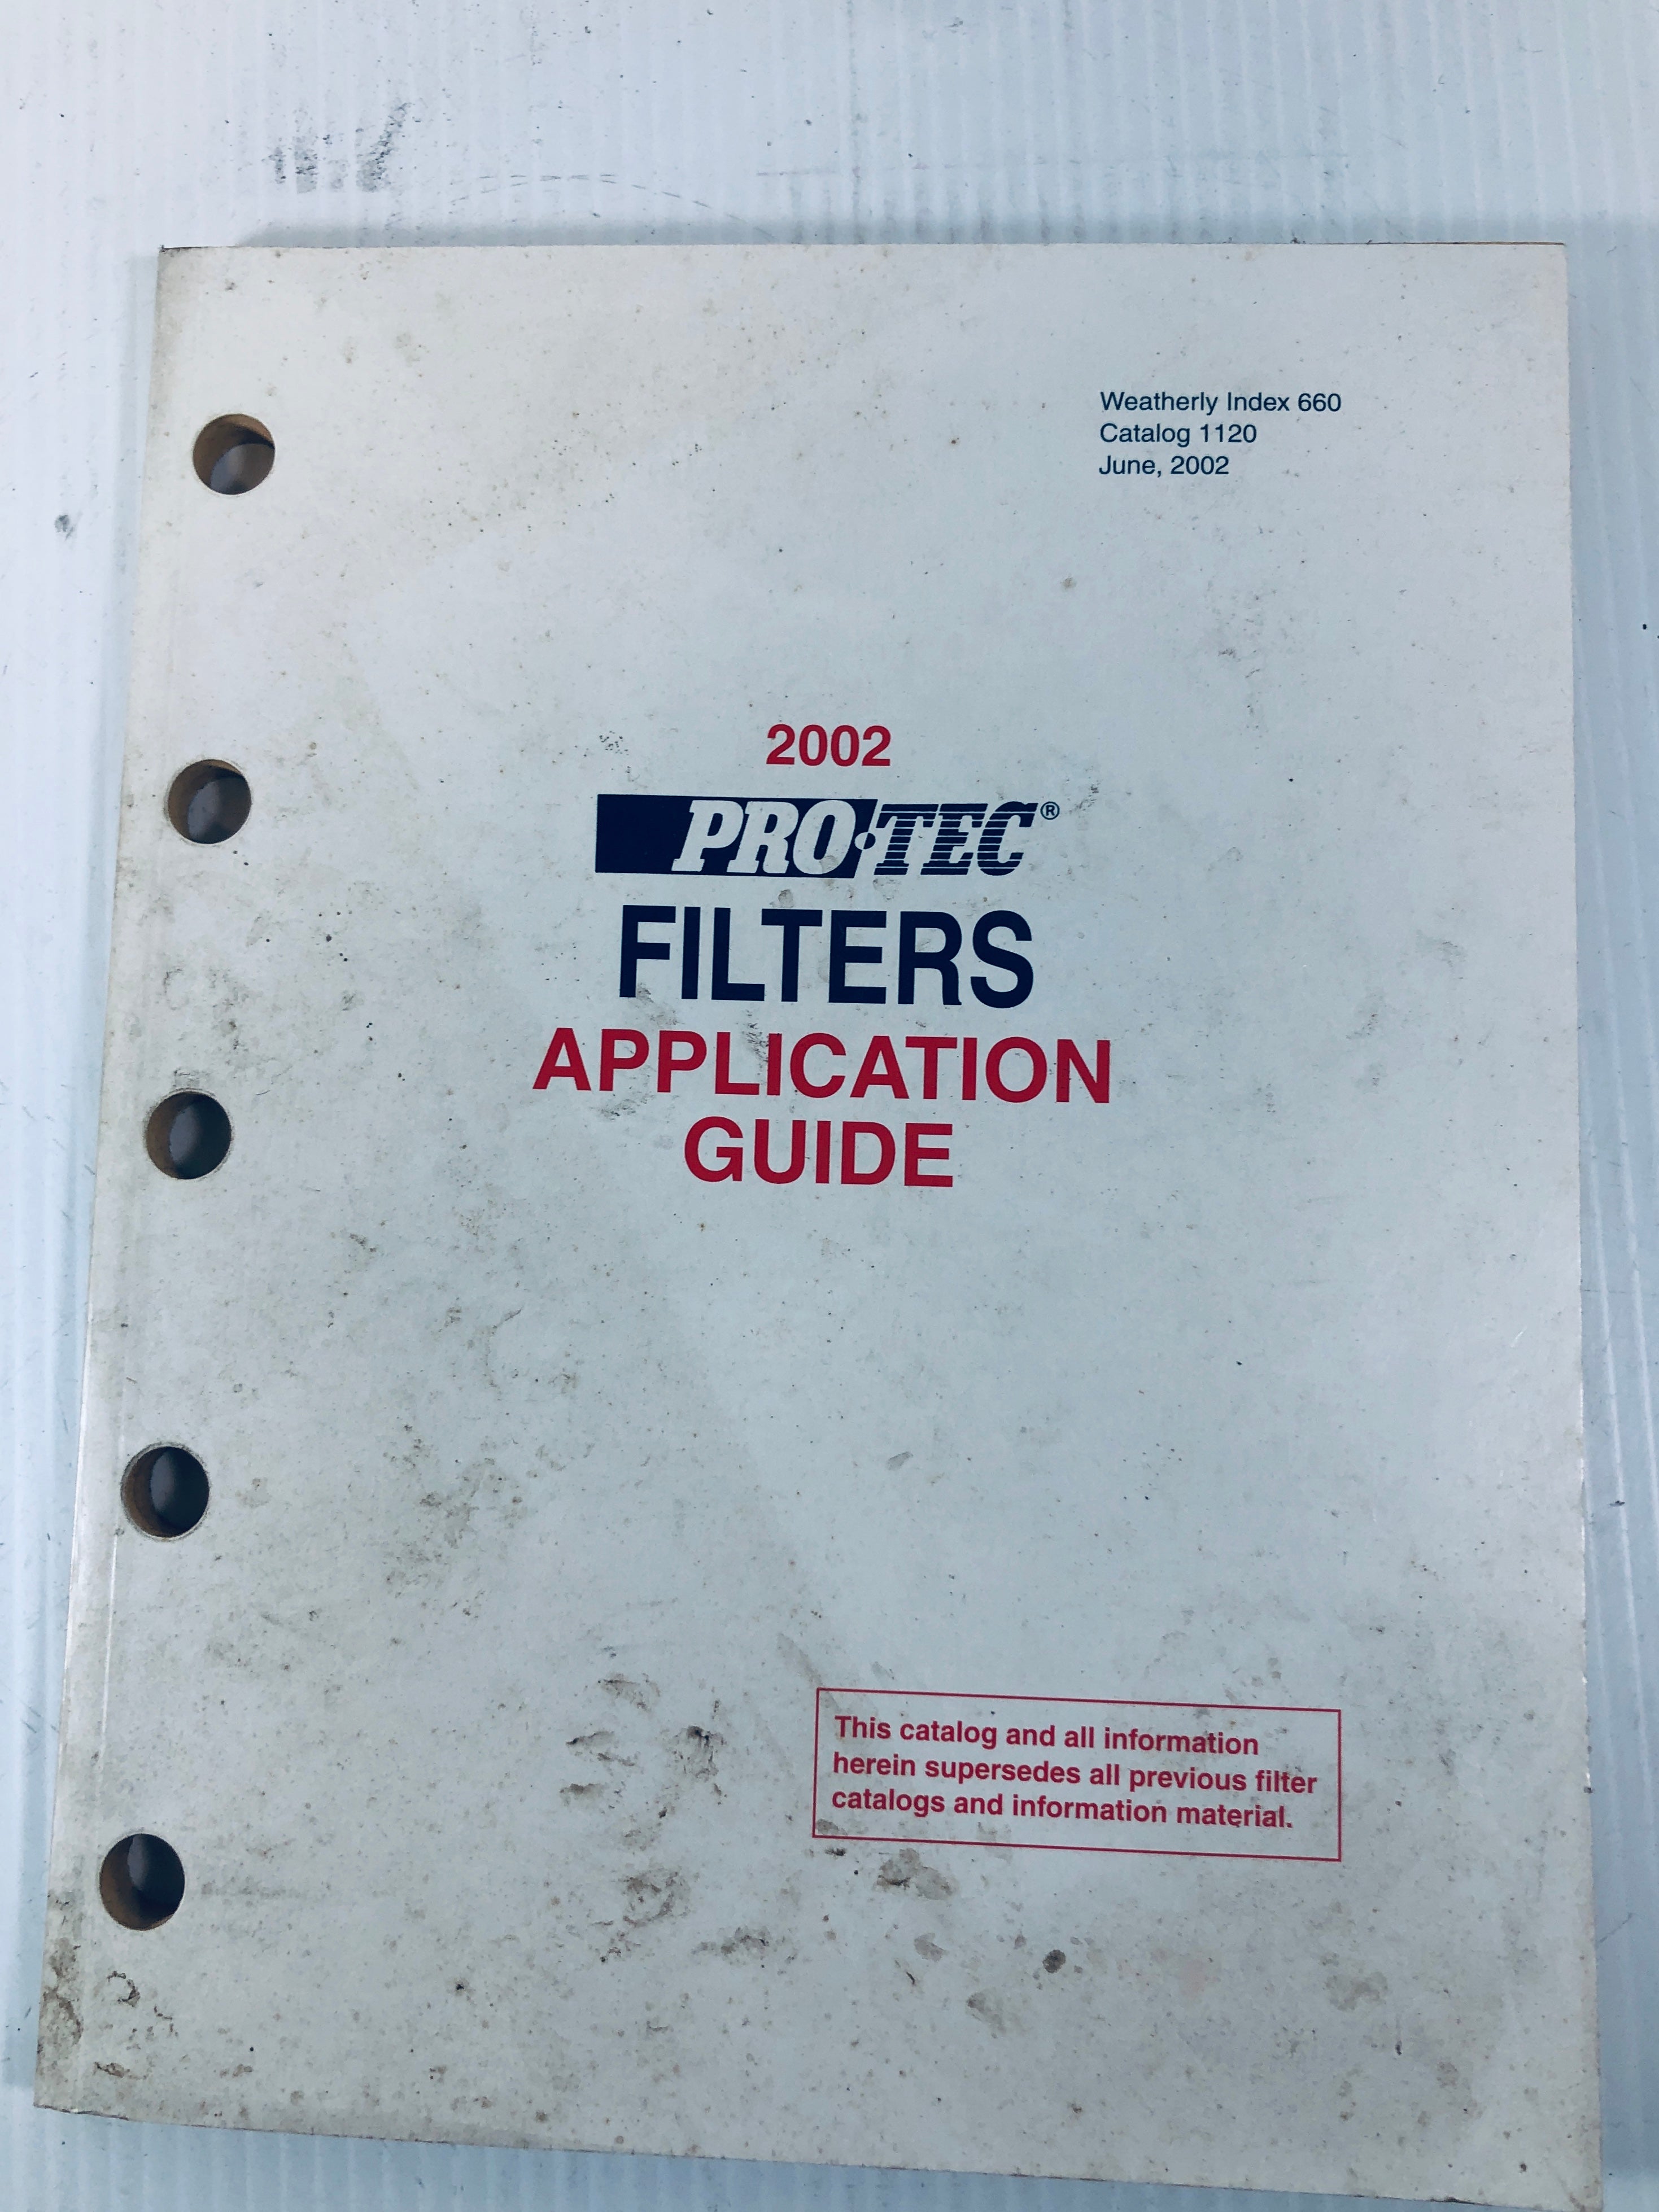 Weatherly Index 660
Catalog 1120
June, 2002
2002
PRO·TEC®
FILTERS
APPLICATION
GUIDE
This catalog and all information
herein supersedes all previous filter
catalogs and information material.